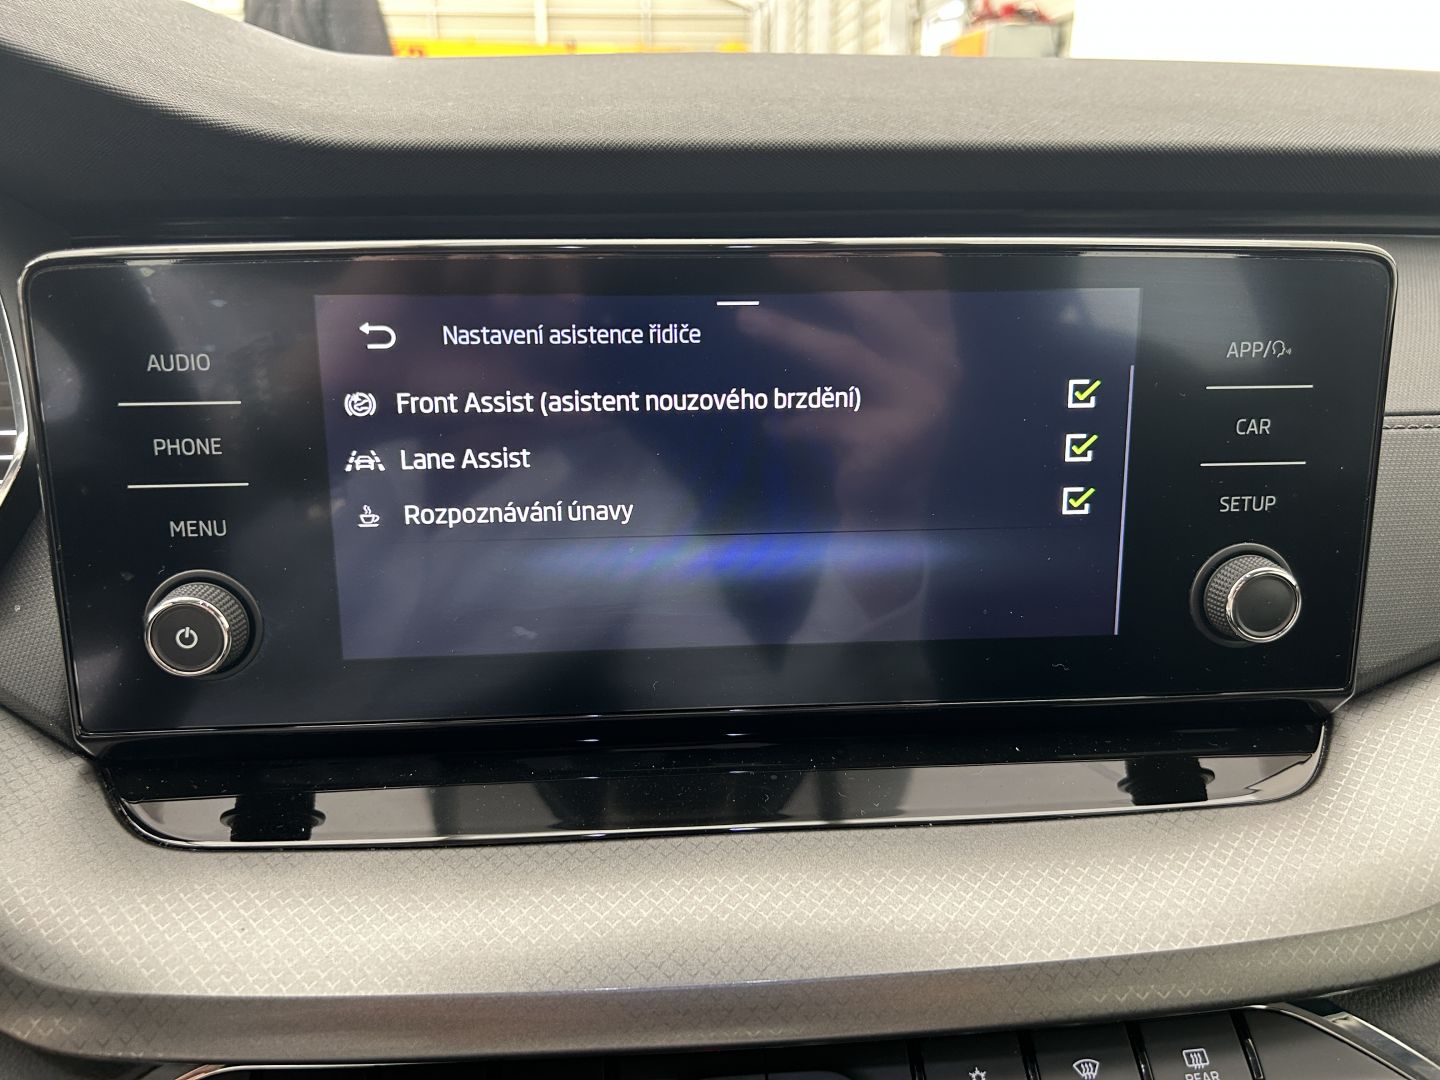 Nastavení asistence řidiče
AUDIO
PHONE
MENU
Front Assist (asistent nouzového brzdění)
Lane Assist
Rozpoznávání únavy
APP/
CAR
SETUP
REAR